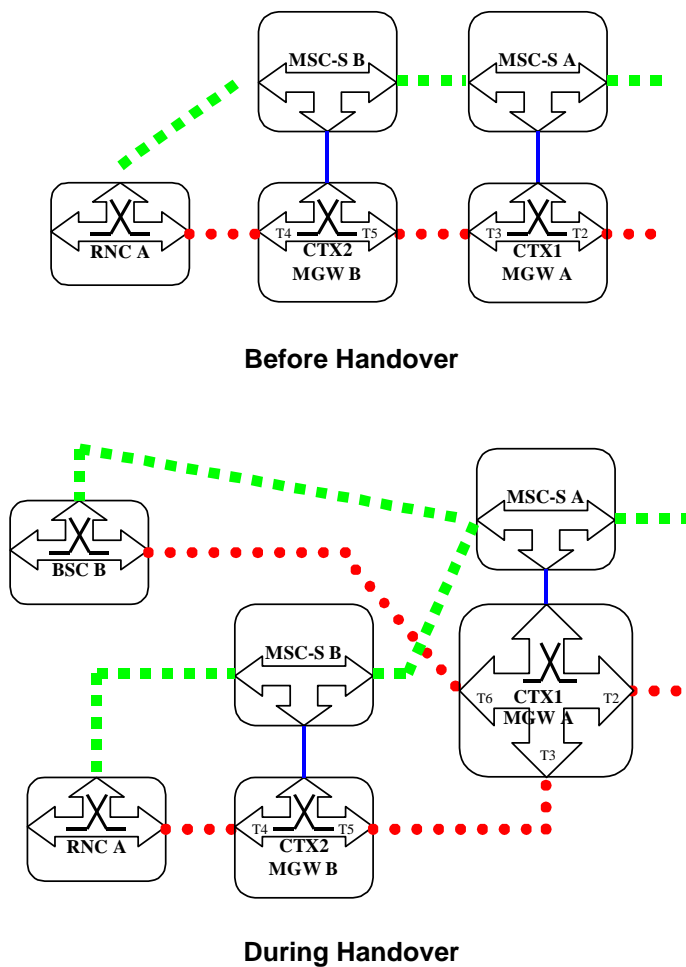 MSC-S B
MSC-S A
RNC A
T4
T5
CTX2
MGW B
T3
T2
CTX1
MGW A
Before Handover
MSC-S A
BSC B
MSC-S B
T6
CTX1
T2
MGW A
T3
RNC A
T4
T5
CTX2
MGW B
During Handover